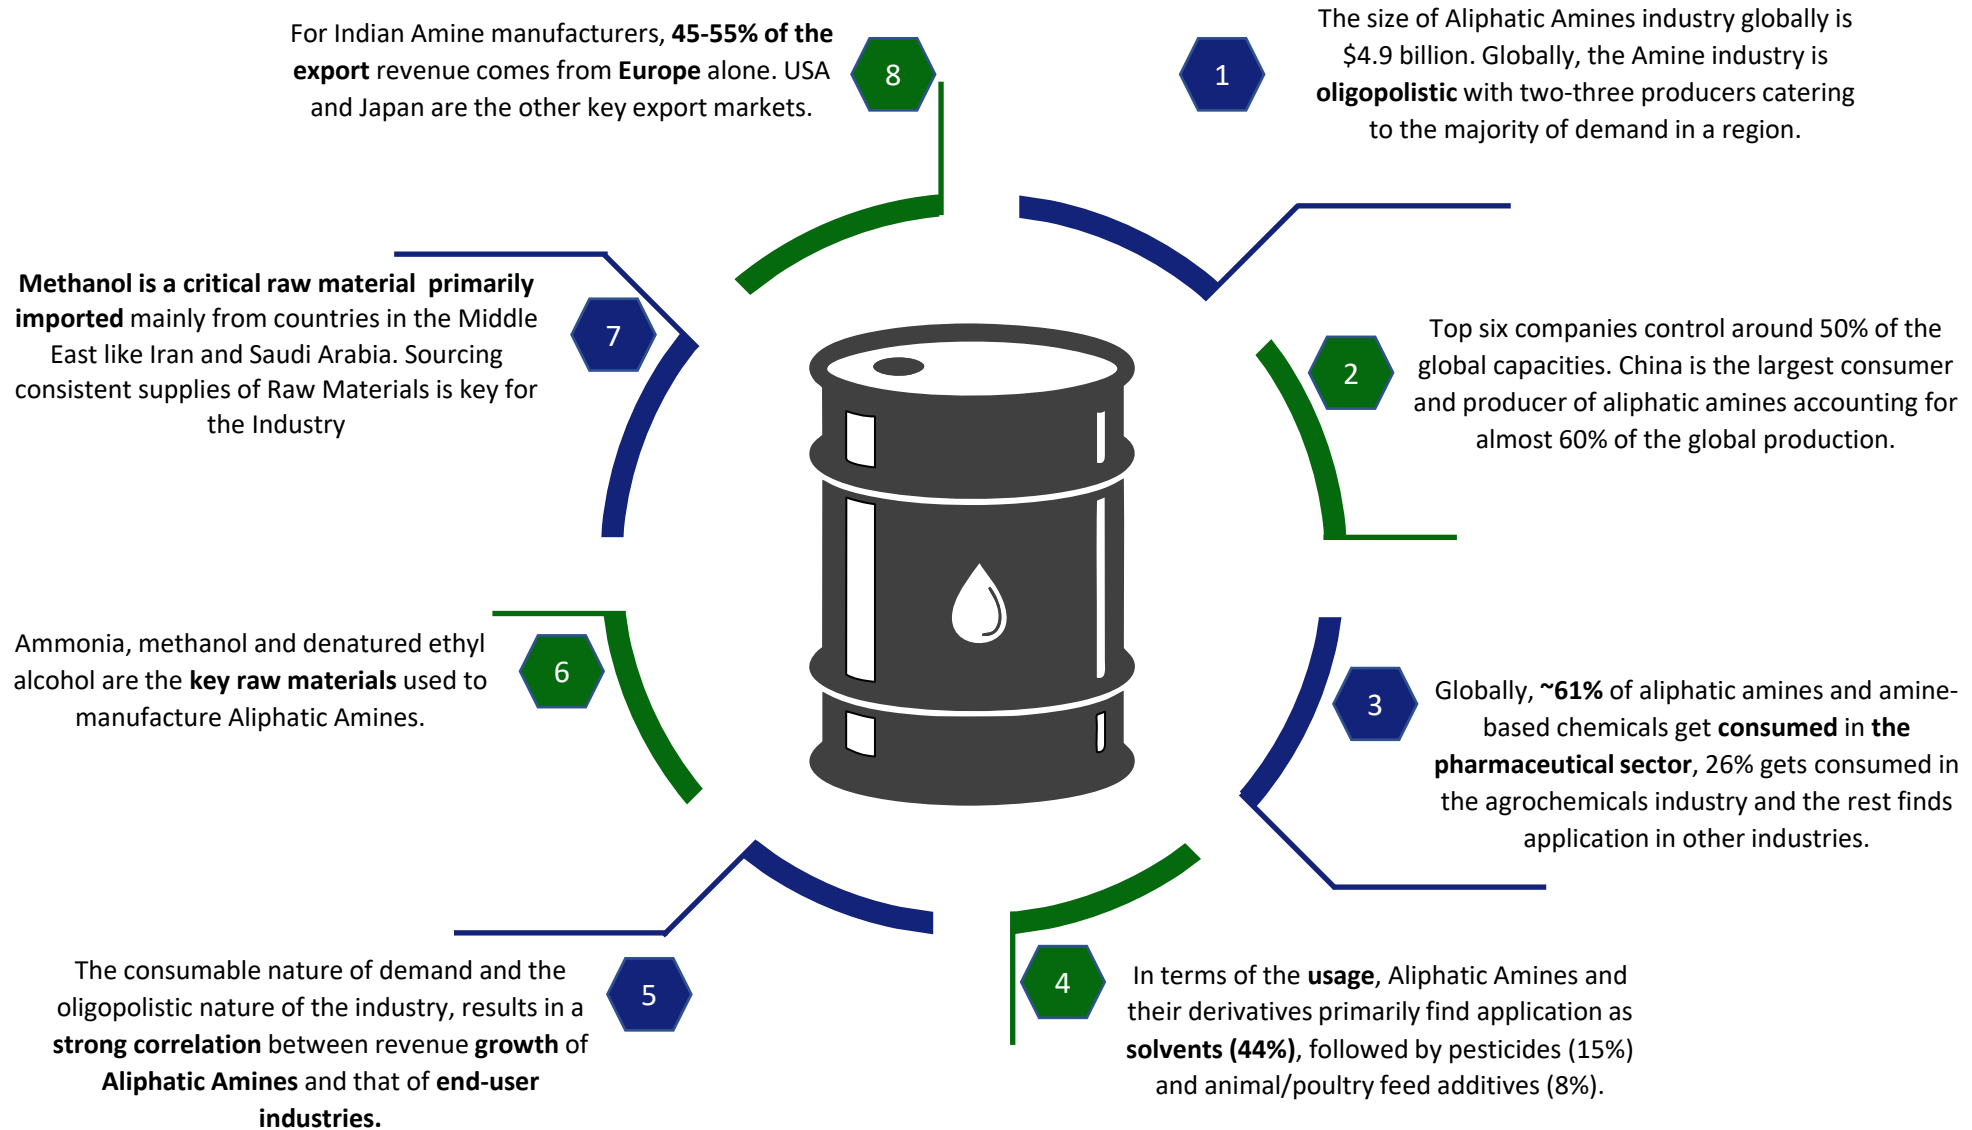 1
The size of Aliphatic Amines industry globally is
$4.9 billion. Globally, the Amine industry is
oligopolistic with two-three producers catering
to the majority of demand in a region.
2
Top six companies control around 50% of the
global capacities. China is the largest consumer
and producer of aliphatic amines accounting for
almost 60% of the global production.
3
Globally, ~61% of aliphatic amines and amine-
based chemicals get consumed in the
pharmaceutical sector, 26% gets consumed in
the agrochemicals industry and the rest finds
application in other industries.
4
In terms of the usage, Aliphatic Amines and
their derivatives primarily find application as
solvents (44%), followed by pesticides (15%)
and animal/poultry feed additives (8%).
5
The consumable nature of demand and the
oligopolistic nature of the industry, results in a
strong correlation between revenue growth of
Aliphatic Amines and that of end-user
industries.
6
Ammonia, methanol and denatured ethyl
alcohol are the key raw materials used to
manufacture Aliphatic Amines.
7
Methanol is a critical raw material  primarily
imported mainly from countries in the Middle
East like Iran and Saudi Arabia. Sourcing
consistent supplies of Raw Materials is key for
the Industry
8
For Indian Amine manufacturers, 45-55% of the
export revenue comes from Europe alone. USA
and Japan are the other key export markets.